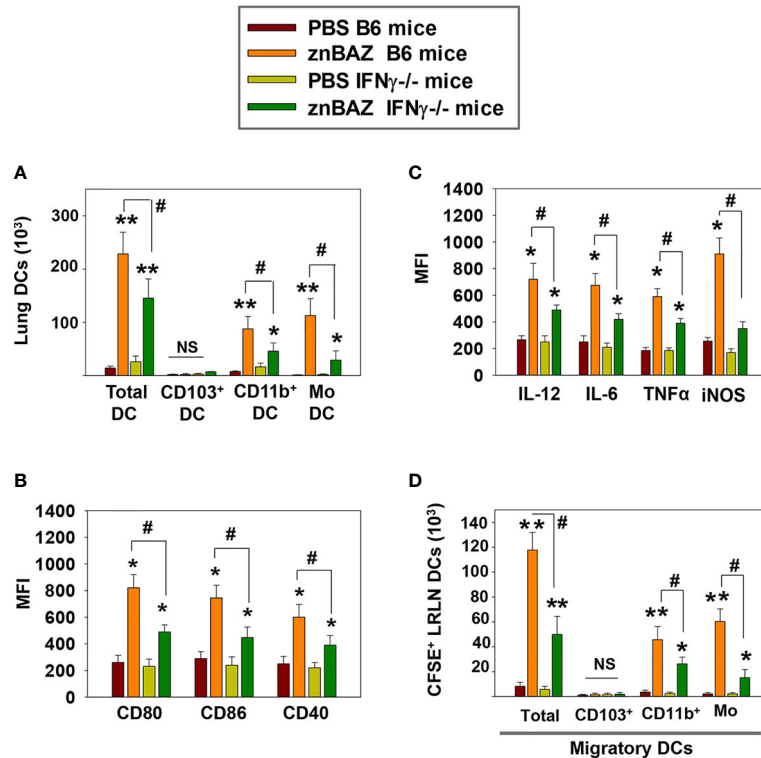 PBS B6 mice
znBAZ B6 mice
PBS IFNγ-/- mice
znBAZ IFNγ-/- mice
A
Lung DCs (10³)
300
200
100
** # **
NS
** # *
** # *
Total DC
CD103⁺ DC
CD11b⁺ DC
Mo DC
C
MFI
1400
1200
1000
800
600
400
200
0
* # *
* # *
* # *
* #
IL-12 IL-6 TNFα iNOS
B
MFI
1400
1200
1000
800
600
400
200
0
* # *
* # *
* # *
CD80 CD86 CD40
D
CFSE⁺ LRLN DCs (10³)
120
100
80
60
40
20
** # **
NS
** # *
** # *
Total CD103⁺ CD11b⁺ Mo
Migratory DCs